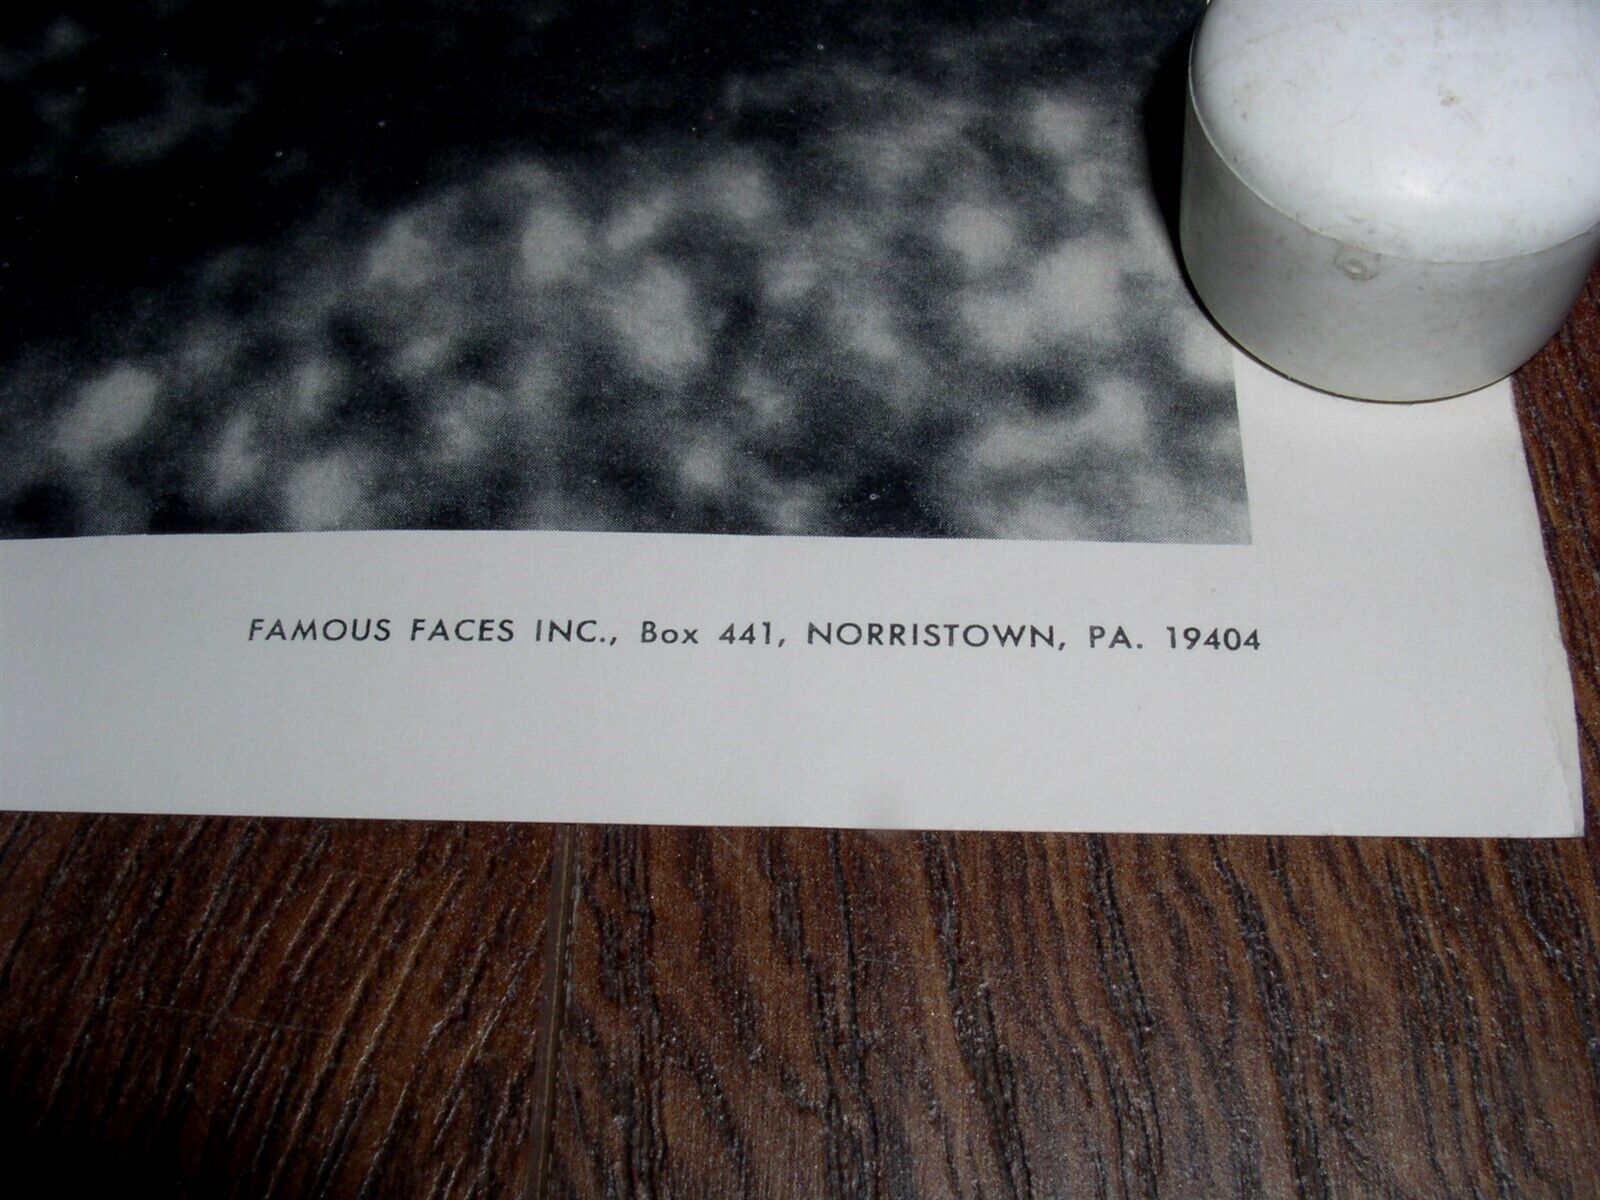 FAMOUS FACES INC., Box 441, NORRISTOWN, PA. 19404